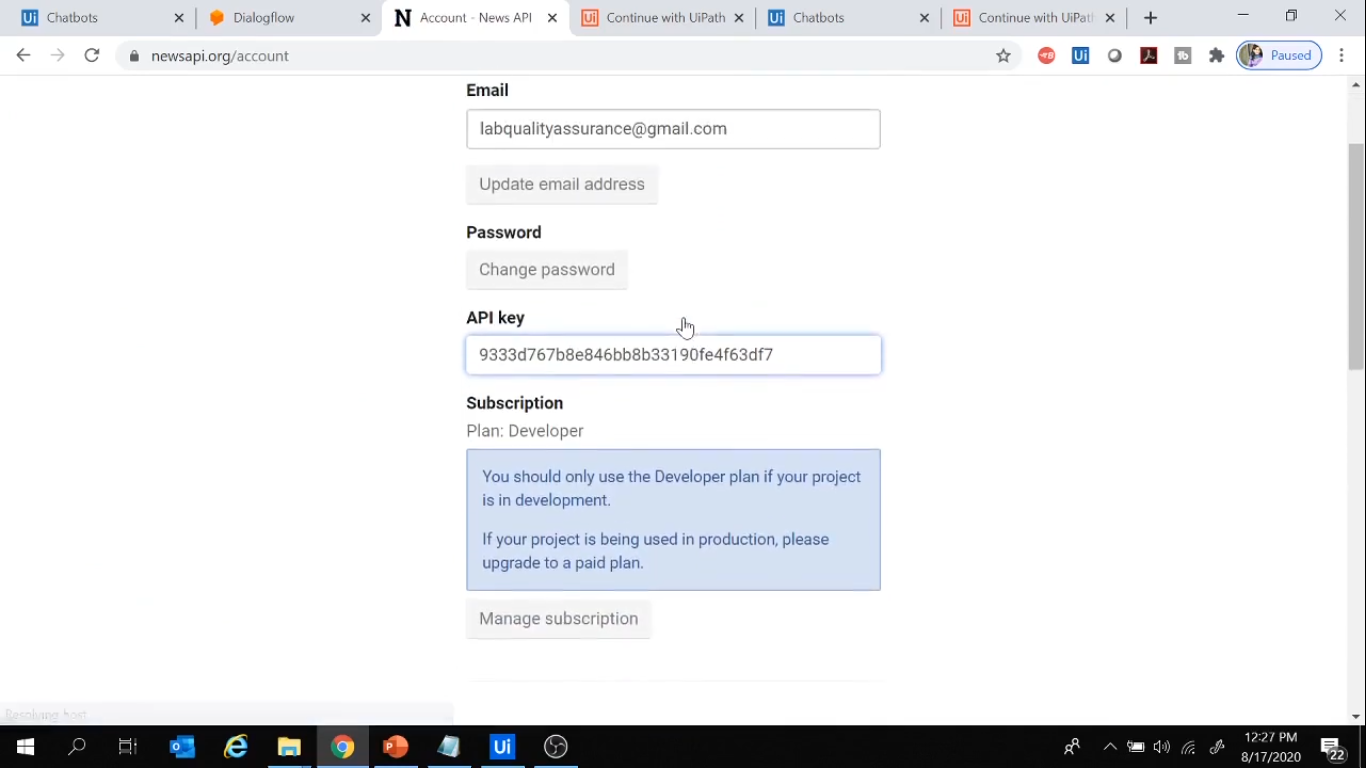 Chatbots
Dialogflow
Account - News API
Continue with UiPath
Chatbots
Continue with UiPath
newsapi.org/account
Paused
Email
labqualityassurance@gmail.com
Update email address
Password
Change password
API key
9333d767b8e846bb8b33190fe4f63df7
Subscription
Plan: Developer
You should only use the Developer plan if your project
is in development.
If your project is being used in production, please
upgrade to a paid plan.
Manage subscription
Resolving host...
Ui
12:27 PM
8/17/2020
22